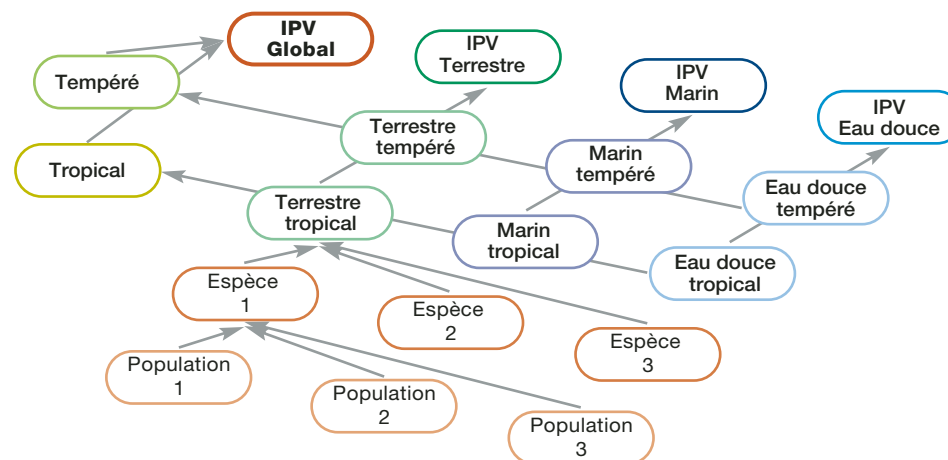 IPV
Global
IPV
Terrestre
Tempéré
IPV
Marin
IPV
Eau douce
Terrestre
tempéré
Tropical
Marin
tempéré
Eau douce
tempéré
Terrestre
tropical
Marin
tropical
Eau douce
tropical
Espèce
1
Espèce
2
Espèce
3
Population
1
Population
2
Population
3